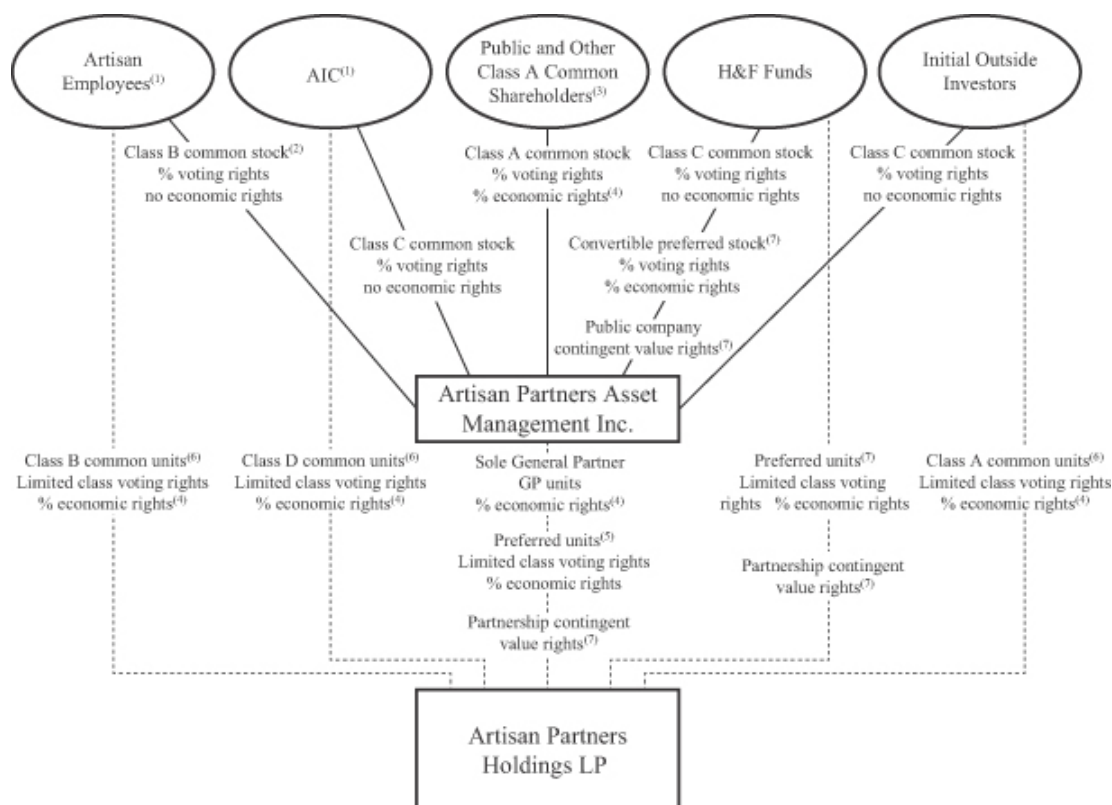 Artisan
Employees(1)
AIC(1)
Public and Other
Class A Common
Shareholders(3)
H&F Funds
Initial Outside
Investors
Class B common stock(2)
% voting rights
no economic rights
Class A common stock
% voting rights
% economic rights(4)
Class C common stock
% voting rights
no economic rights
Class C common stock
% voting rights
no economic rights
Class C common stock
% voting rights
no economic rights
Convertible preferred stock(7)
% voting rights
% economic rights
Public company
contingent value rights(7)
Artisan Partners Asset
Management Inc.
Class B common units(6)
Limited class voting rights
% economic rights(4)
Class D common units(6)
Limited class voting rights
% economic rights(4)
Sole General Partner
GP units
% economic rights(4)
Preferred units(5)
Limited class voting rights
% economic rights
Partnership contingent
value rights(7)
Preferred units(7)
Limited class voting
rights % economic rights
Partnership contingent
value rights(7)
Class A common units(6)
Limited class voting rights
% economic rights(4)
Artisan Partners
Holdings LP